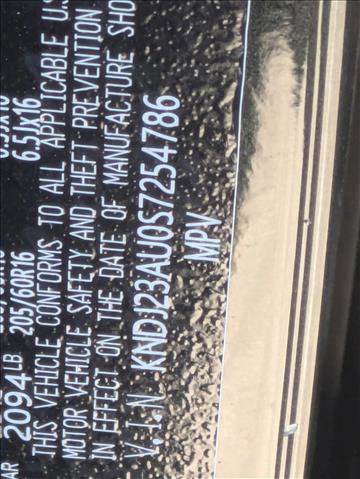 6.5Jx16
205/60R16 6.5Jx16
AR 2094LB
THIS VEHICLE CONFORMS TO ALL APPLICABLE U.S
MOTOR VEHICLE SAFETY AND THEFT PREVENTION
IN EFFECT ON THE DATE OF MANUFACTURE SHO
V.I.N KNDJ23AU0S7254786
MPV